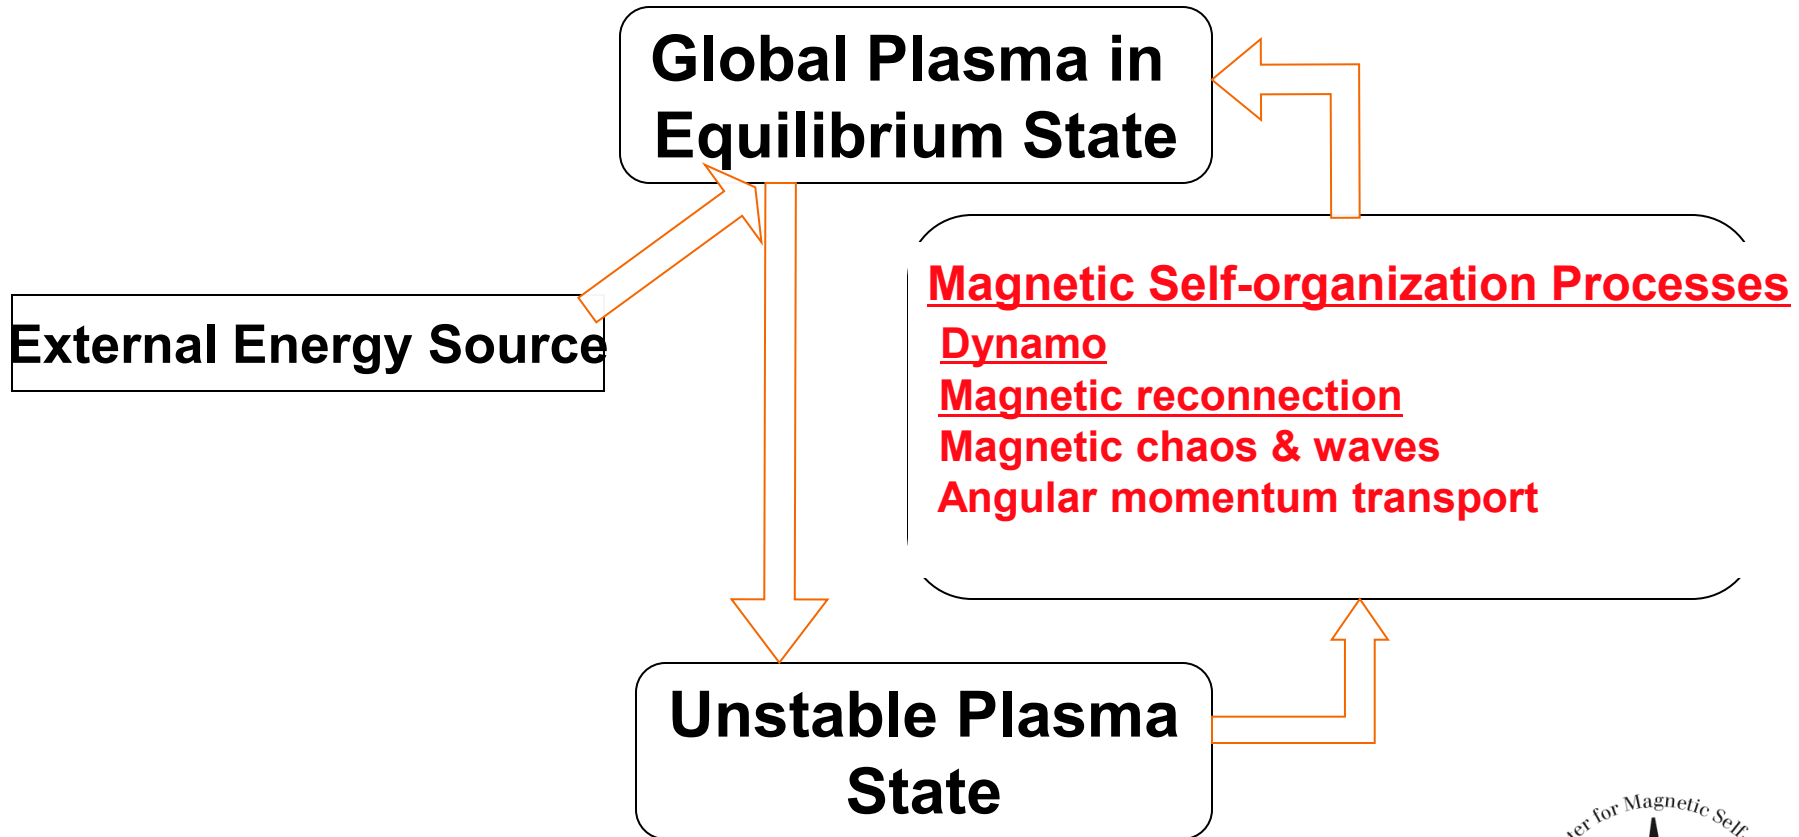 Global Plasma in
Equilibrium State
External Energy Source
Magnetic Self-organization Processes
Dynamo
Magnetic reconnection
Magnetic chaos & waves
Angular momentum transport
Unstable Plasma
State
for Magnetic